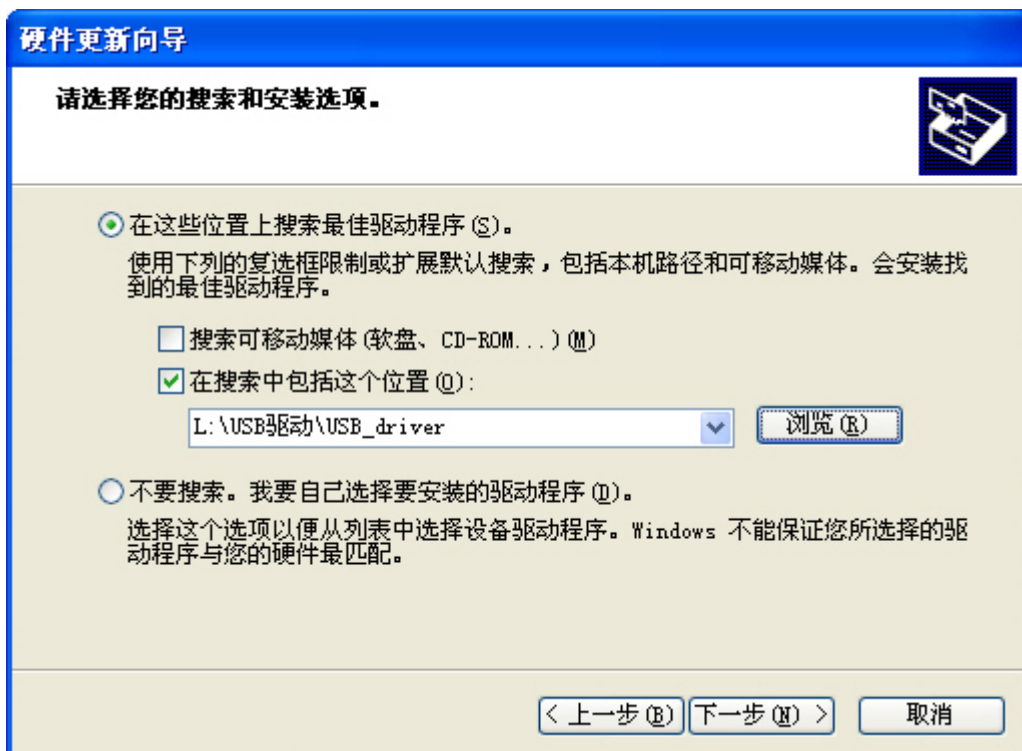 硬件更新向导
请选择您的搜索和安装选项。
在这些位置上搜索最佳驱动程序(S)。
使用下列的复选框限制或扩展默认搜索,包括本机路径和可移动媒体。会安装找
到的最佳驱动程序。
搜索可移动媒体(软盘、CD-ROM...)(M)
在搜索中包括这个位置(O):
L:\USB驱动\USB_driver
浏览(R)
不要搜索。我要自己选择要安装的驱动程序(D)。
选择这个选项以便从列表中选择设备驱动程序。Windows 不能保证您所选择的驱
动程序与您的硬件最匹配。
< 上一步(B) 下一步(N) > 取消